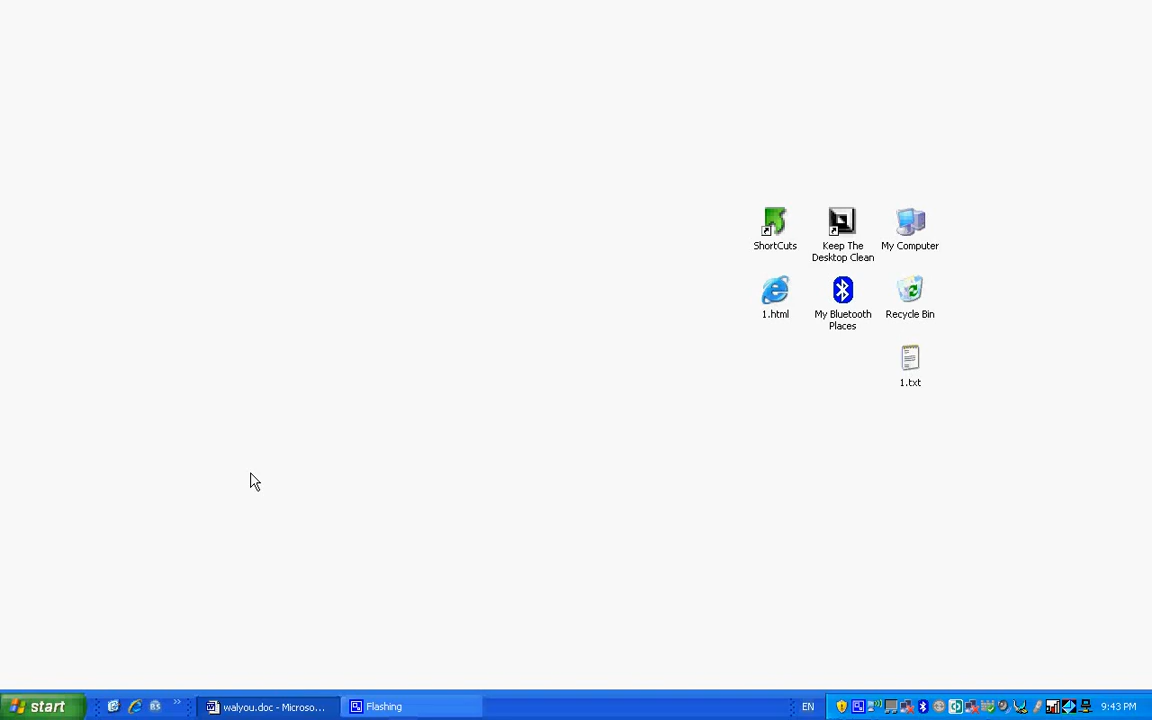 ShortCuts
Keep The
Desktop Clean
My Computer
1.html
My Bluetooth
Places
Recycle Bin
1.txt
start
walyou.doc - Microso...
Flashing
EN
9:43 PM